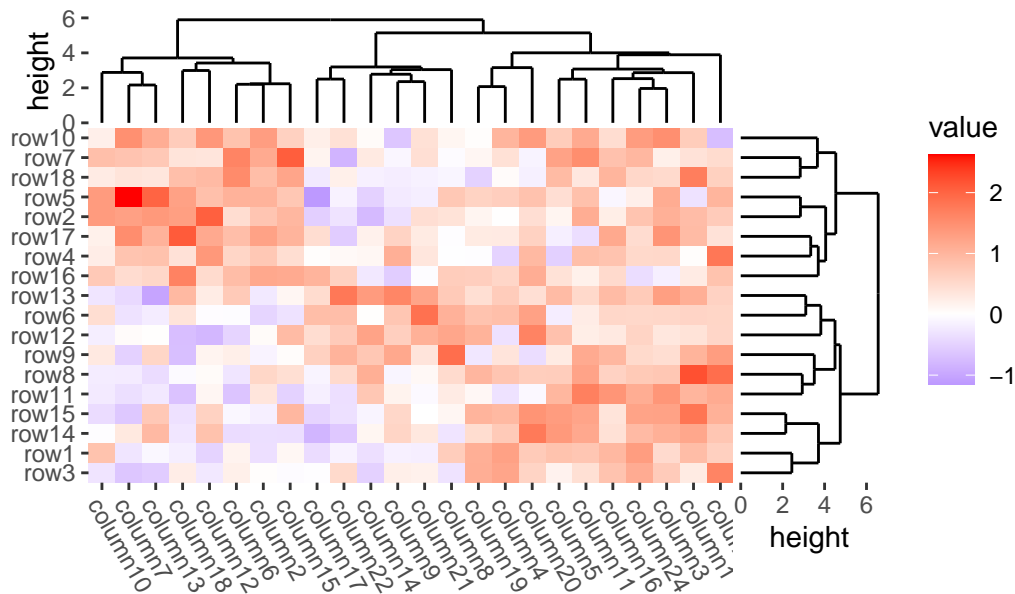 6
4
2
0
height
row10
row7
row18
row5
row2
row17
row4
row16
row13
row6
row12
row9
row8
row11
row15
row14
row1
row3
column10
column7
column13
column18
column12
column6
column2
column15
column17
column22
column14
column9
column21
column8
column19
column4
column20
column5
column11
column16
column24
column3
column1
0 2 4 6
height
value
2
1
0
−1